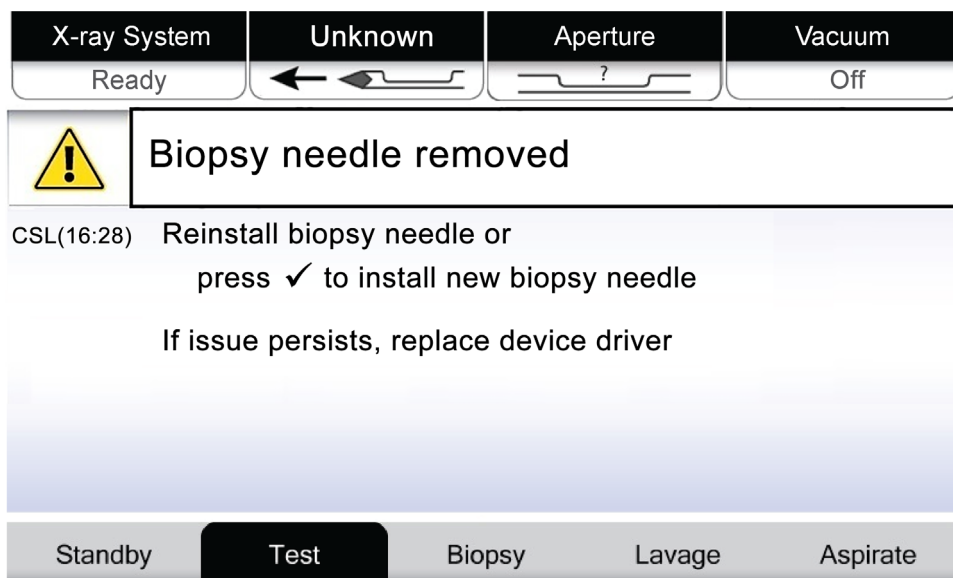 X-ray System
Unknown
Aperture
Vacuum
Ready
?
Off
Biopsy needle removed
CSL(16:28) Reinstall biopsy needle or
press ✓ to install new biopsy needle
If issue persists, replace device driver
Standby
Test
Biopsy
Lavage
Aspirate